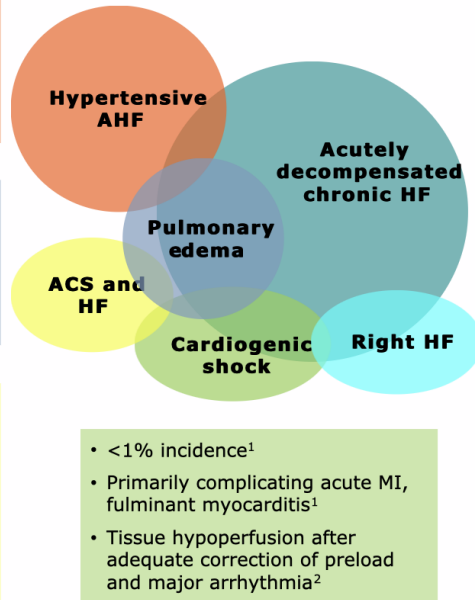 Hypertensive
AHF
Acutely
decompensated
chronic HF
Pulmonary
edema
ACS and
HF
Cardiogenic
shock
Right HF
• <1% incidence¹
• Primarily complicating acute MI,
fulminant myocarditis¹
• Tissue hypoperfusion after
adequate correction of preload
and major arrhythmia²